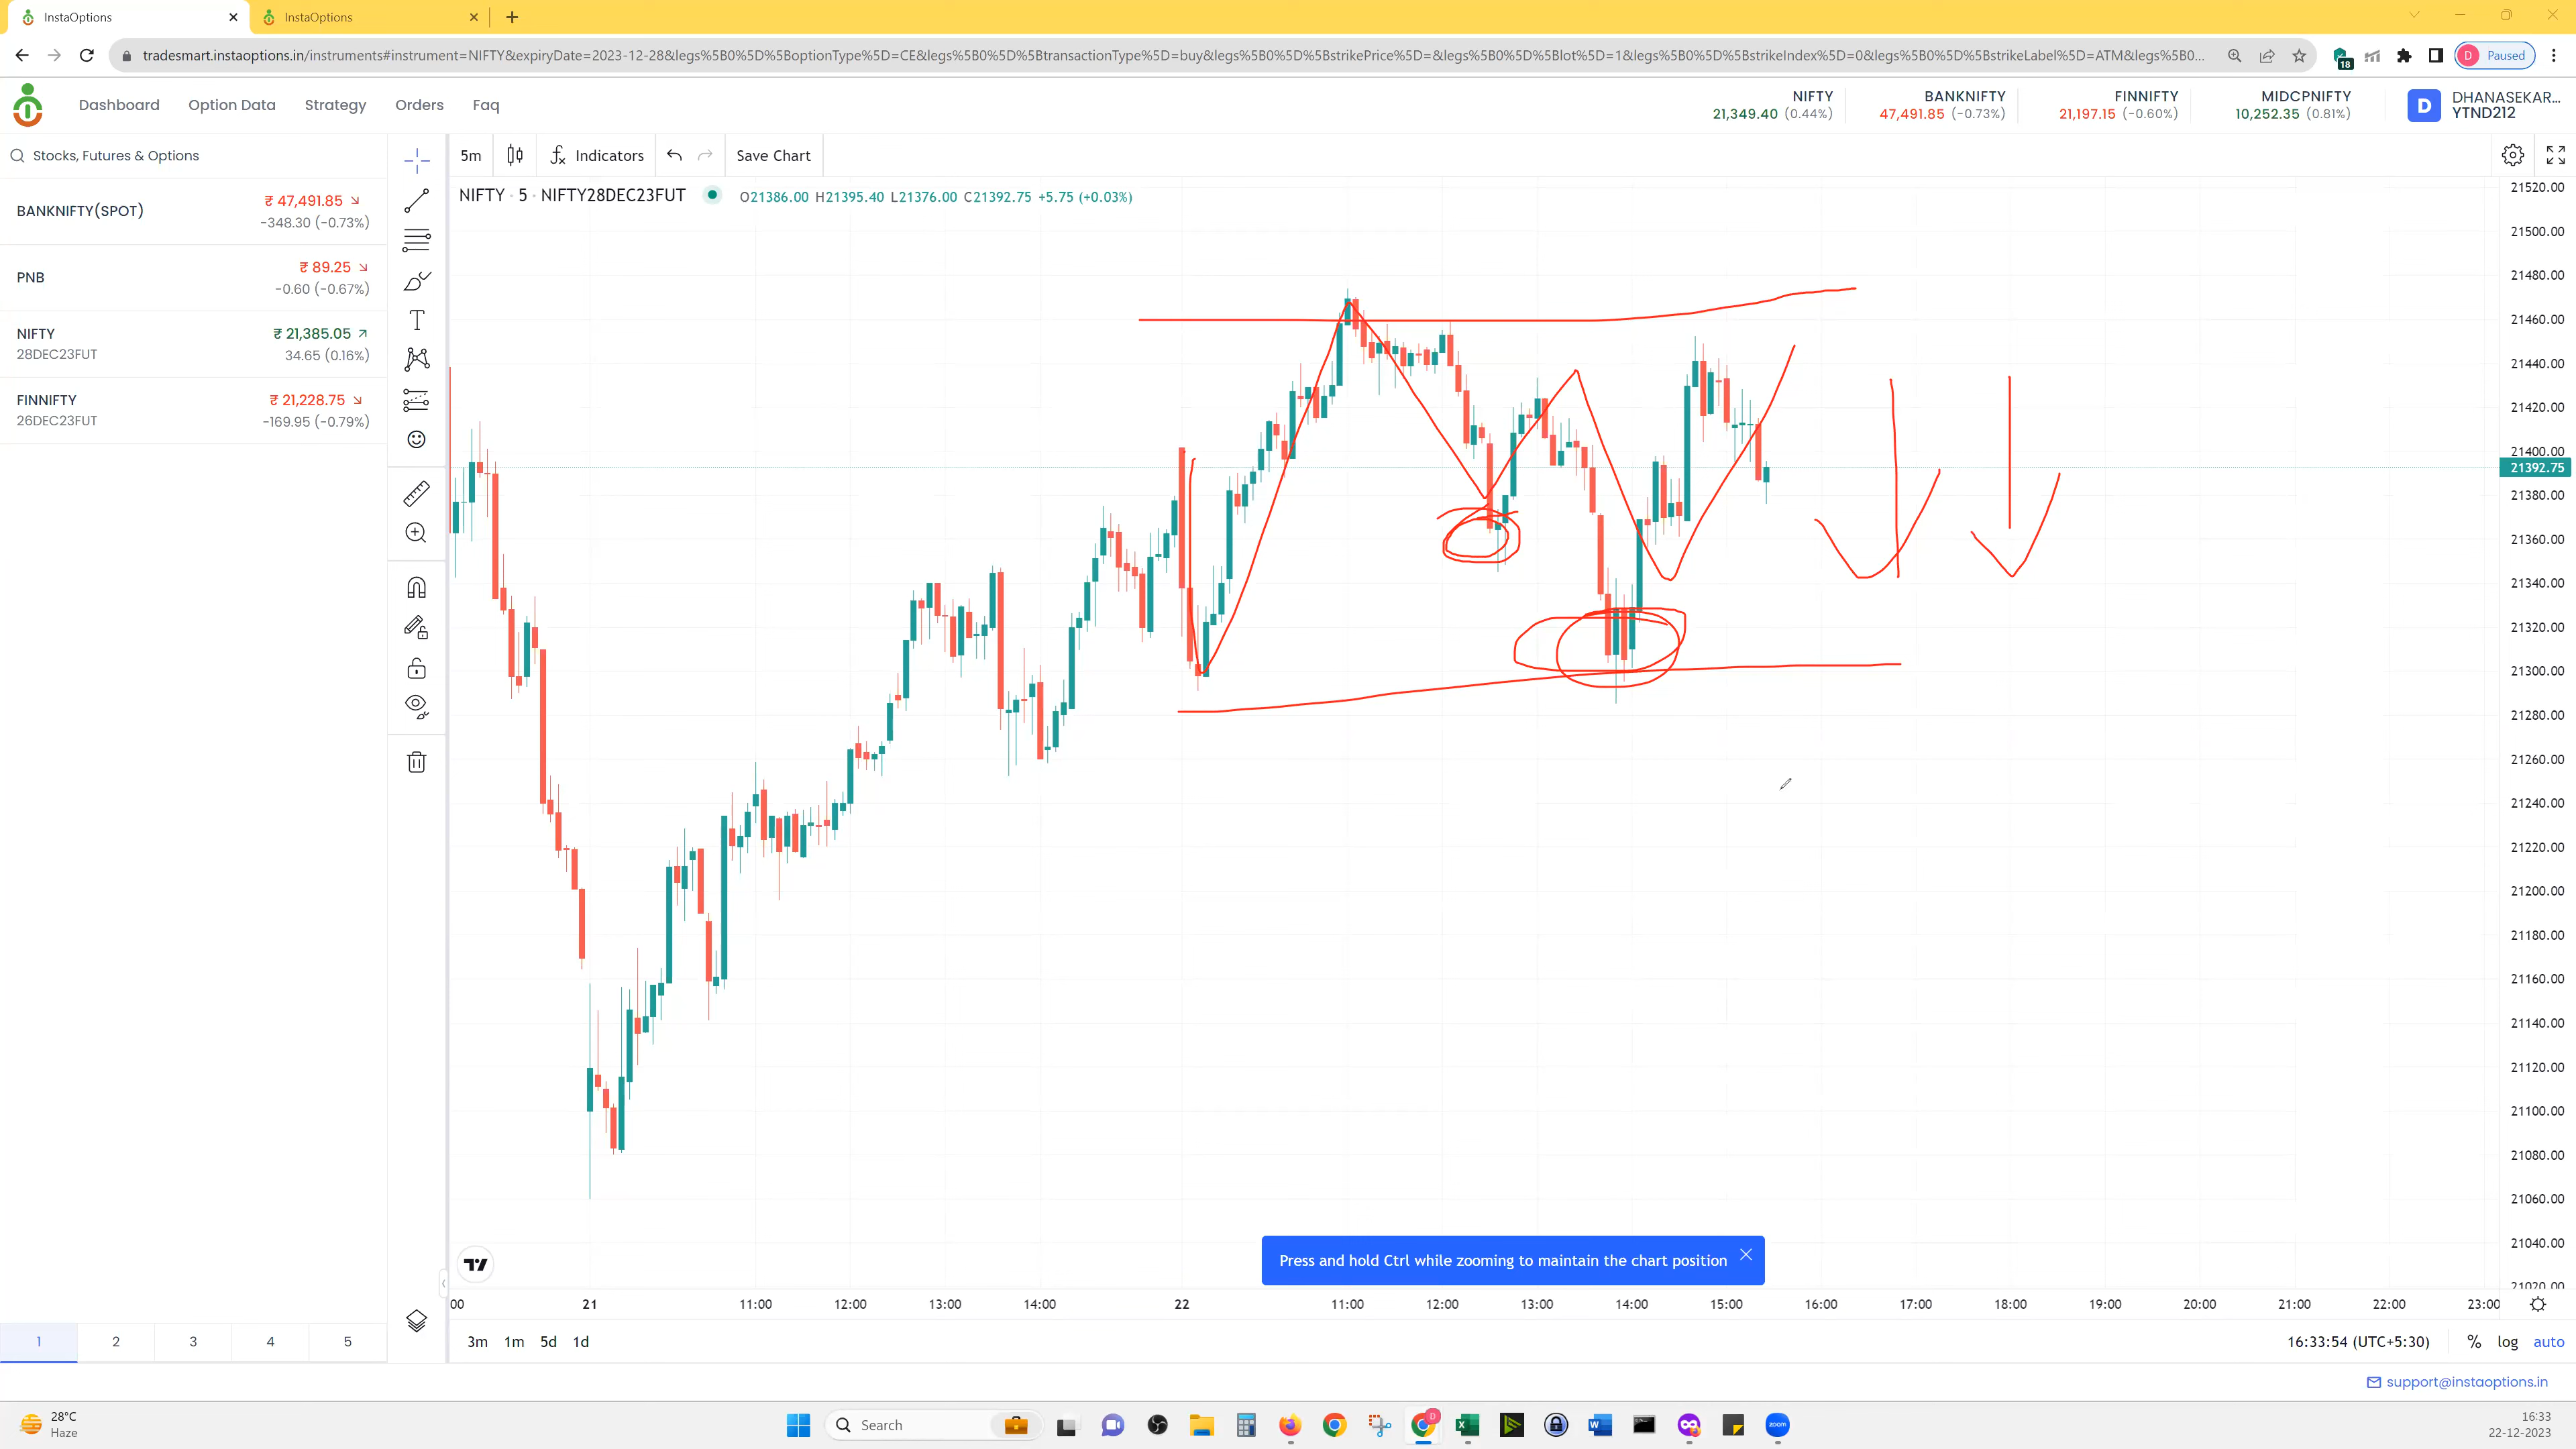 InstaOptions
InstaOptions
tradesmart.instaoptions.in/instruments#instrument=NIFTY&expiryDate=2023-12-28&legs%5B0%5D%5BoptionType%5D=CE&legs%5B0%5D%5BtransactionType%5D=buy&legs%5B0%5D%5BstrikePrice%5D=&legs%5B0%5D%5Blot%5D=1&legs%5B0%5D%5BstrikeIndex%5D=0&legs%5B0%5D%5BstrikeLabel%5D=ATM&legs%5B0...
18
D Paused
Dashboard Option Data Strategy Orders Faq
NIFTY
21,349.40 (0.44%)
BANKNIFTY
47,491.85 (-0.73%)
FINNIFTY
21,197.15 (-0.60%)
MIDCPNIFTY
10,252.35 (0.81%)
D
DHANASEKAR...
YTND212
Stocks, Futures & Options
BANKNIFTY(SPOT) ₹ 47,491.85
-348.30 (-0.73%)
PNB ₹ 89.25
-0.60 (-0.67%)
NIFTY ₹ 21,385.05
28DEC23FUT 34.65 (0.16%)
FINNIFTY ₹ 21,228.75
26DEC23FUT -169.95 (-0.79%)
1 2 3 4 5
5m Indicators Save Chart
NIFTY · 5 · NIFTY28DEC23FUT O21386.00 H21395.40 L21376.00 C21392.75 +5.75 (+0.03%)
21520.00
21500.00
21480.00
21460.00
21440.00
21420.00
21400.00
21392.75
21380.00
21360.00
21340.00
21320.00
21300.00
21280.00
21260.00
21240.00
21220.00
21200.00
21180.00
21160.00
21140.00
21120.00
21100.00
21080.00
21060.00
21040.00
21020.00
Press and hold Ctrl while zooming to maintain the chart position
:00 21 11:00 12:00 13:00 14:00 22 11:00 12:00 13:00 14:00 15:00 16:00 17:00 18:00 19:00 20:00 21:00 22:00 23:00
3m 1m 5d 1d
16:33:54 (UTC+5:30) % log auto
support@instaoptions.in
28°C
Haze
Search
D
zoom
16:33
22-12-2023